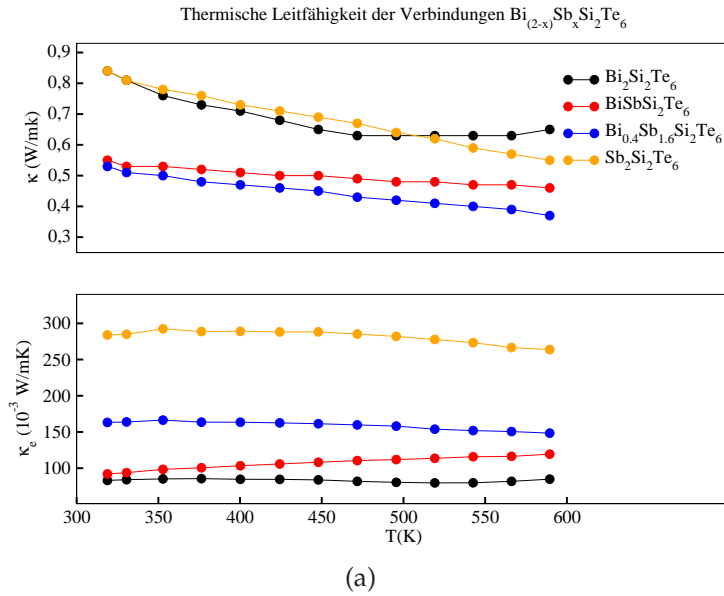 Thermische Leitfähigkeit der Verbindungen Bi(2-x)SbxSi2Te6
0,9
0,8
0,7
0,6
0,5
0,4
0,3
κ (W/mk)
Bi2Si2Te6
BiSbSi2Te6
Bi0.4Sb1.6Si2Te6
Sb2Si2Te6
300
250
200
150
100
κe (10-3 W/mK)
300 350 400 450 500 550 600
T(K)
(a)